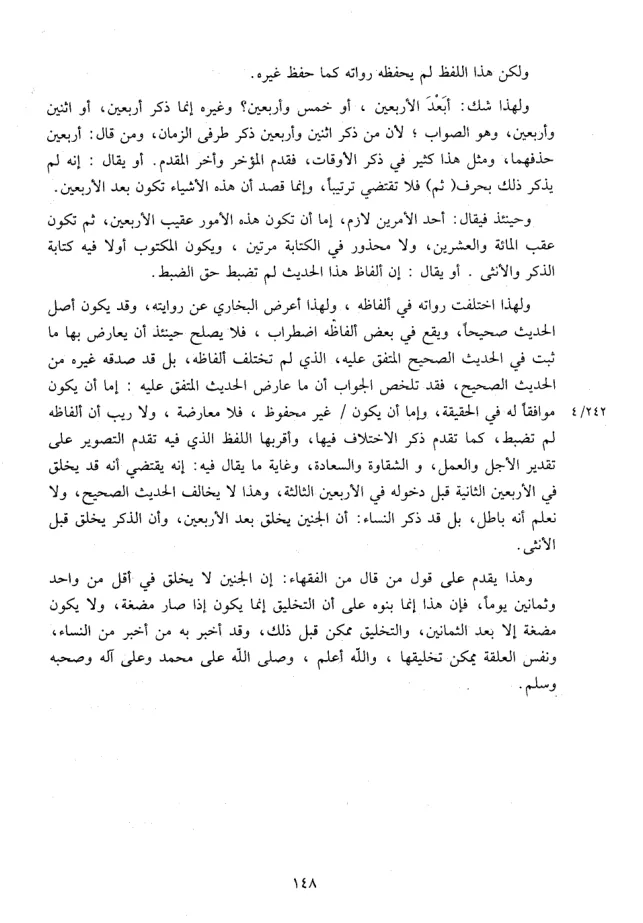 ولكن هذا اللفظ لم يحفظه رواته كما حفظ غيره.
ولهذا شك: أَبَعْدَ الأربعين ، أو خمس وأربعين؟ وغيره إنما ذكر أربعين، أو اثنين
وأربعين، وهو الصواب ؛ لأن من ذكر اثنين وأربعين ذكر طرفى الزمان، ومن قال: أربعين
حذفهما، ومثل هذا كثير في ذكر الأوقات، فقدم المؤخر وأخر المقدم. أو يقال : إنه لم
يذكر ذلك بحرف( ثم) فلا تقتضي ترتيباً، وإنما قصد أن هذه الأشياء تكون بعد الأربعين.
وحينئذ فيقال: أحد الأمرين لازم، إما أن تكون هذه الأمور عقيب الأربعين، ثم تكون
عقب المائة والعشرين، ولا محذور في الكتابة مرتين ، ويكون المكتوب أولا فيه كتابة
الذكر والأنثى . أو يقال : إن ألفاظ هذا الحديث لم تضبط حق الضبط.
ولهذا اختلفت رواته في ألفاظه ، ولهذا أعرض البخاري عن روايته، وقد يكون أصل
الحديث صحيحاً، ويقع في بعض ألفاظه اضطراب ، فلا يصلح حينئذ أن يعارض بها ما
ثبت في الحديث الصحيح المتفق عليه، الذي لم تختلف ألفاظه، بل قد صدقه غيره من
الحديث الصحيح، فقد تلخص الجواب أن ما عارض الحديث المتفق عليه : إما أن يكون
موافقاً له في الحقيقة، وإما أن يكون / غير محفوظ ، فلا معارضة ، ولا ريب أن ألفاظه
٤/٢٤٢
لم تضبط، كما تقدم ذكر الاختلاف فيها، وأقربها اللفظ الذي فيه تقدم التصوير على
تقدير الأجل والعمل، و الشقاوة والسعادة، وغاية ما يقال فيه: إنه يقتضي أنه قد يخلق
في الأربعين الثانية قبل دخوله في الأربعين الثالثة، وهذا لا يخالف الحديث الصحيح، ولا
نعلم أنه باطل، بل قد ذكر النساء: أن الجنين يخلق بعد الأربعين، وأن الذكر يخلق قبل
الأنثى.
وهذا يقدم على قول من قال من الفقهاء: إن الجنين لا يخلق في أقل من واحد
وثمانين يوماً، فإن هذا إنما بنوه على أن التخليق إنما يكون إذا صار مضغة، ولا يكون
مضغة إلا بعد الثمانين، والتخليق ممكن قبل ذلك، وقد أخبر به من أخبر من النساء،
ونفس العلقة يمكن تخليقها ، واللّه أعلم ، وصلى اللّه على محمد وعلى آله وصحبه
وسلم.
١٤٨